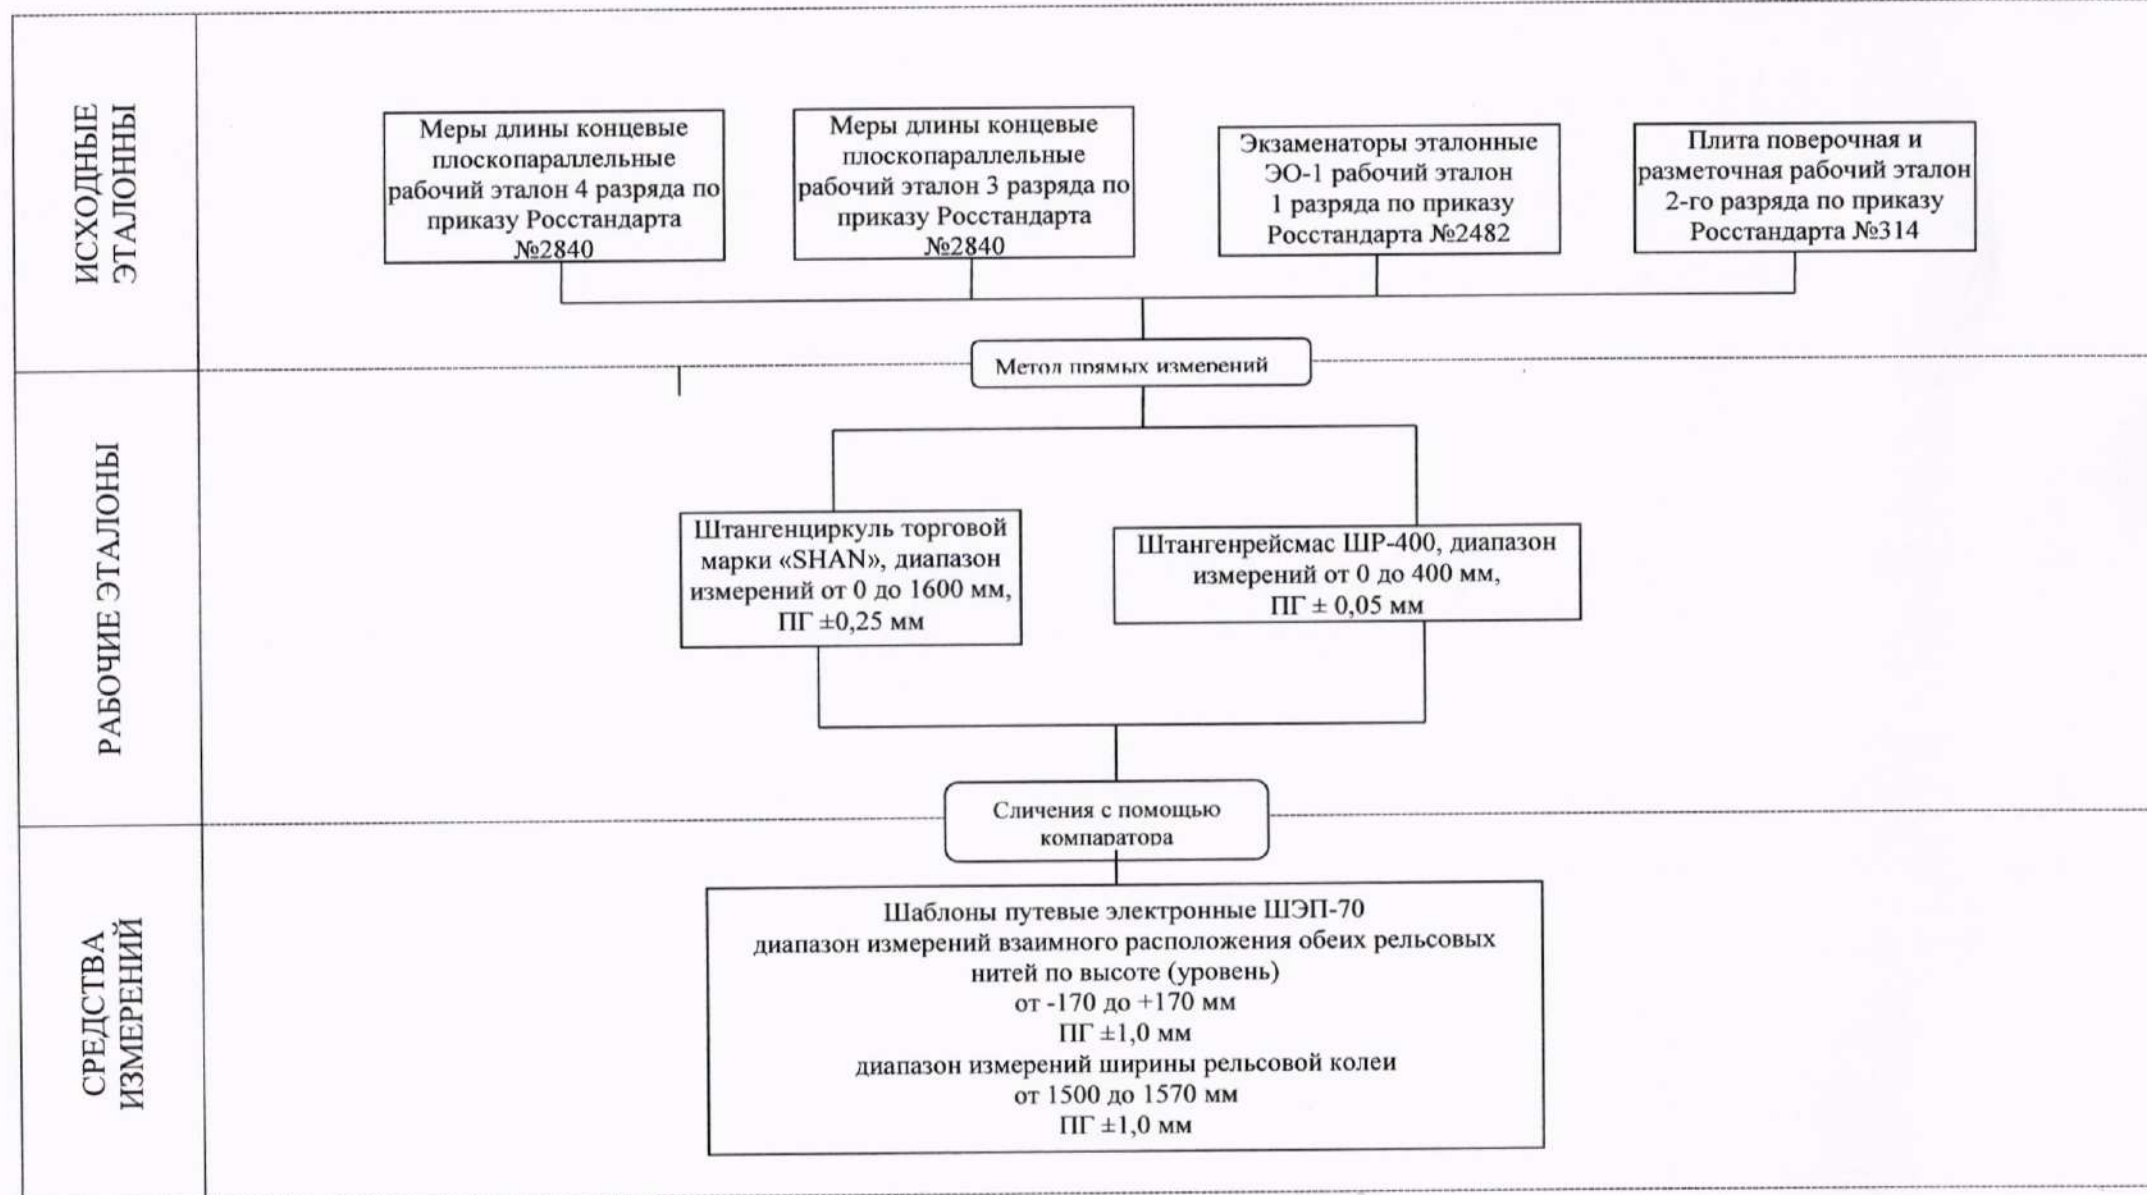 ИСХОДНЫЕ
ЭТАЛОННЫ
Меры длины концевые
плоскопараллельные
рабочий эталон 4 разряда по
приказу Росстандарта
№2840
Меры длины концевые
плоскопараллельные
рабочий эталон 3 разряда по
приказу Росстандарта
№2840
Экзаменаторы эталонные
ЭО-1 рабочий эталон
1 разряда по приказу
Росстандарта №2482
Плита поверочная и
разметочная рабочий эталон
2-го разряда по приказу
Росстандарта №314
Метод прямых измерений
РАБОЧИЕ ЭТАЛОНЫ
Штангенциркуль торговой
марки «SHAN», диапазон
измерений от 0 до 1600 мм,
ПГ ±0,25 мм
Штангенрейсмас ШР-400, диапазон
измерений от 0 до 400 мм,
ПГ ± 0,05 мм
Сличения с помощью
компаратора
СРЕДСТВА
ИЗМЕРЕНИЙ
Шаблоны путевые электронные ШЭП-70
диапазон измерений взаимного расположения обеих рельсовых
нитей по высоте (уровень)
от -170 до +170 мм
ПГ ±1,0 мм
диапазон измерений ширины рельсовой колеи
от 1500 до 1570 мм
ПГ ±1,0 мм